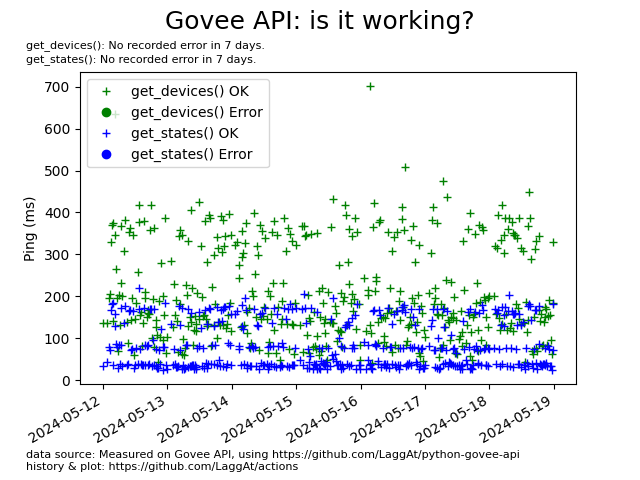 Govee API: is it working?
get_devices(): No recorded error in 7 days.
get_states(): No recorded error in 7 days.
get_devices() OK
get_devices() Error
get_states() OK
get_states() Error
Ping (ms)
700
600
500
400
300
200
100
0
2024-05-12
2024-05-13
2024-05-14
2024-05-15
2024-05-16
2024-05-17
2024-05-18
2024-05-19
data source: Measured on Govee API, using https://github.com/LaggAt/python-govee-api
history & plot: https://github.com/LaggAt/actions